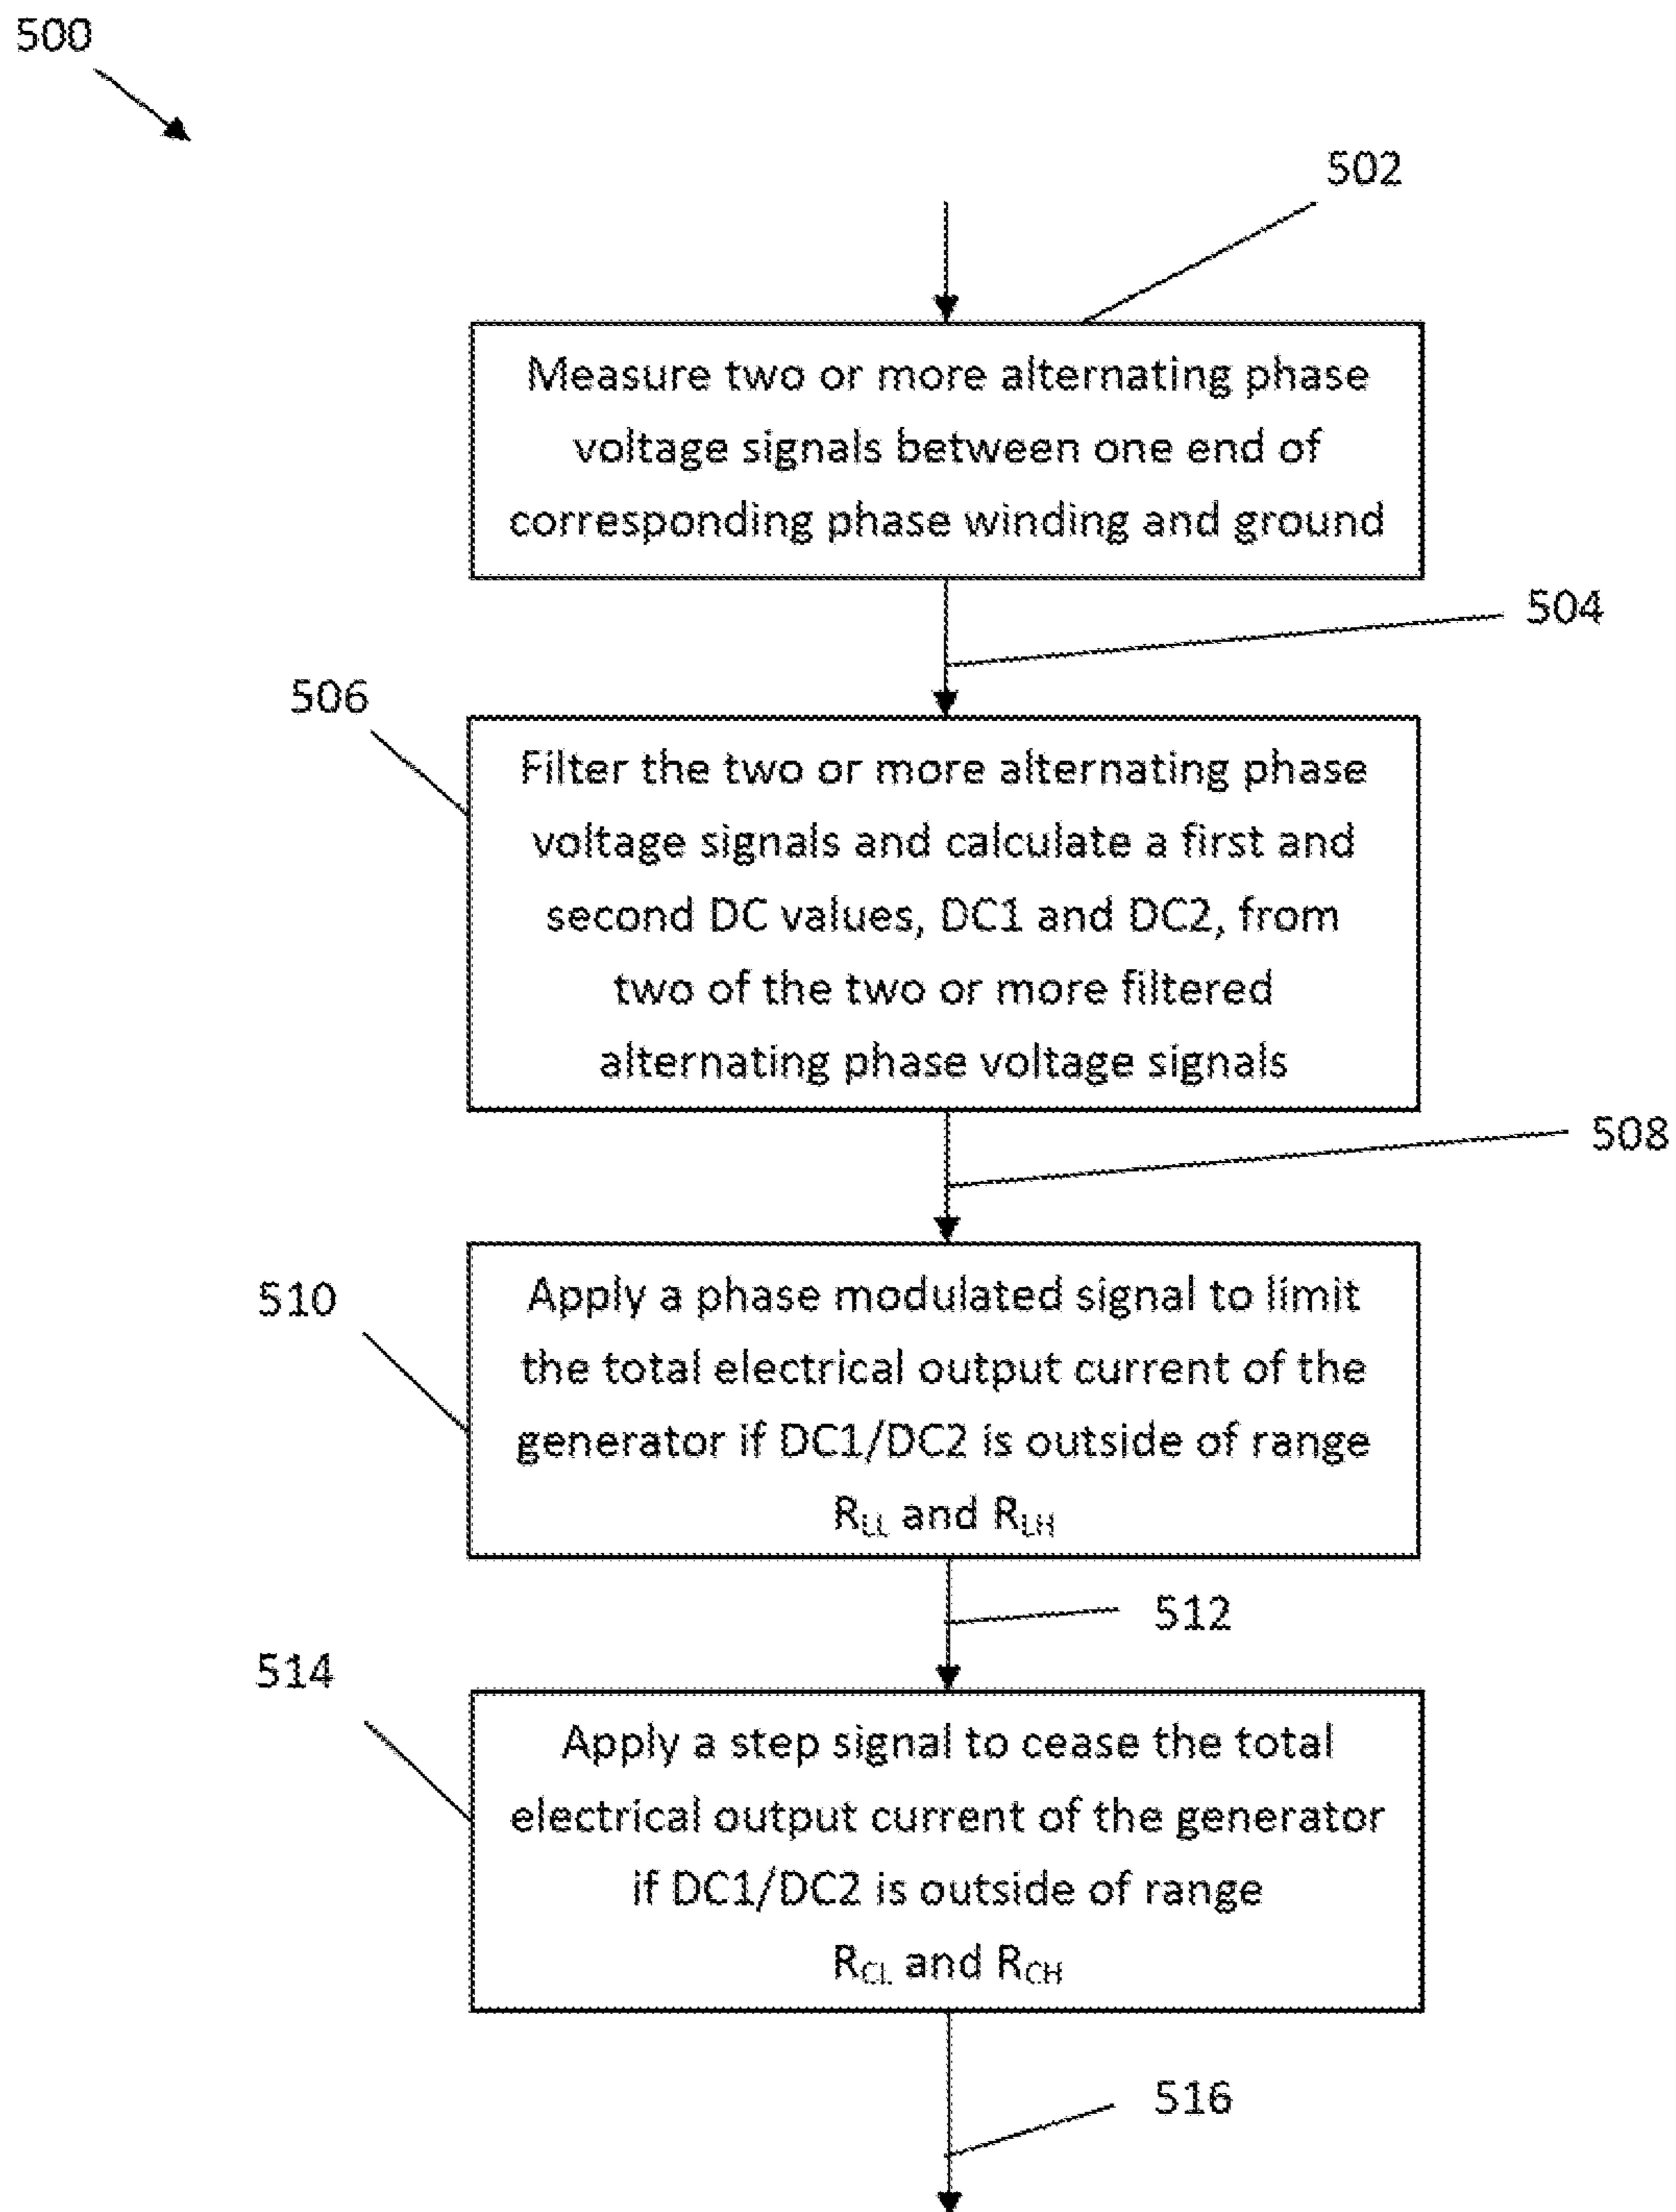 500
502
Measure two or more alternating phase
voltage signals between one end of
corresponding phase winding and ground
504
506
Filter the two or more alternating phase
voltage signals and calculate a first and
second DC values, DC1 and DC2, from
two of the two or more filtered
alternating phase voltage signals
508
510
Apply a phase modulated signal to limit
the total electrical output current of the
generator if DC1/DC2 is outside of range
R_LL and R_LH
512
514
Apply a step signal to cease the total
electrical output current of the generator
if DC1/DC2 is outside of range
R_CL and R_CH
516